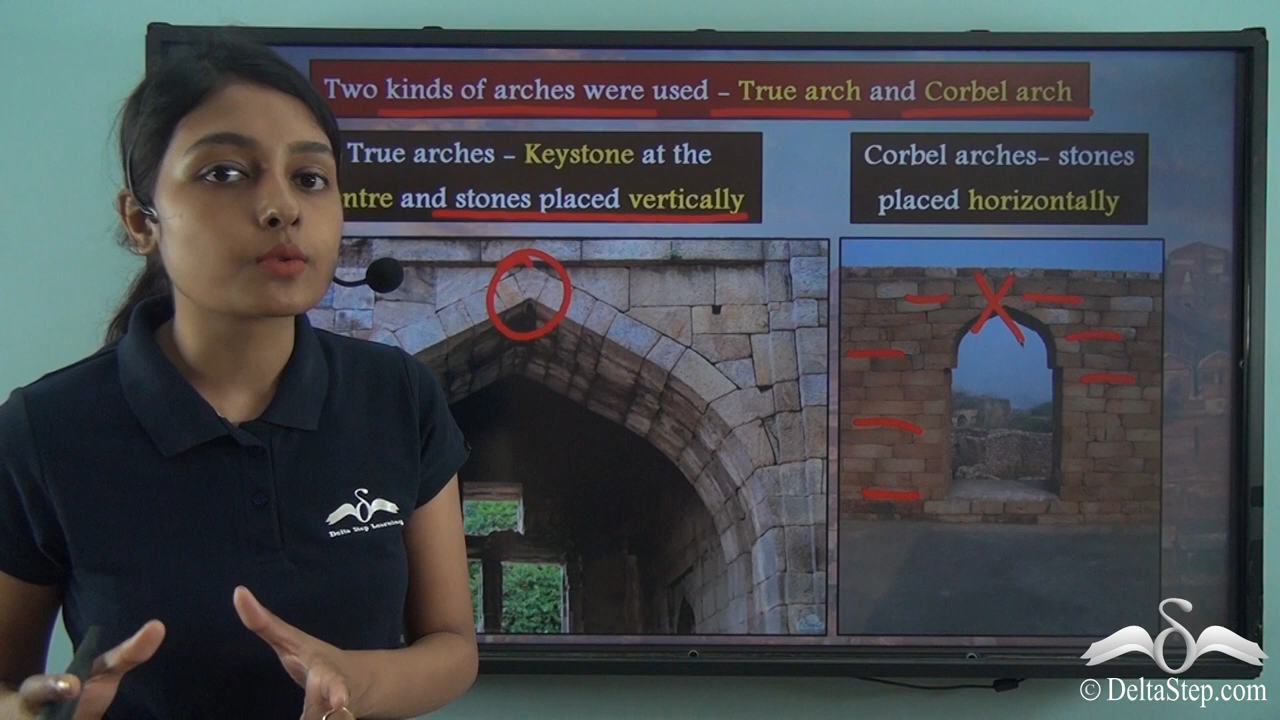 Two kinds of arches were used - True arch and Corbel arch
True arches - Keystone at the
ntre and stones placed vertically
Corbel arches- stones
placed horizontally
Delta Step Learning
© DeltaStep.com